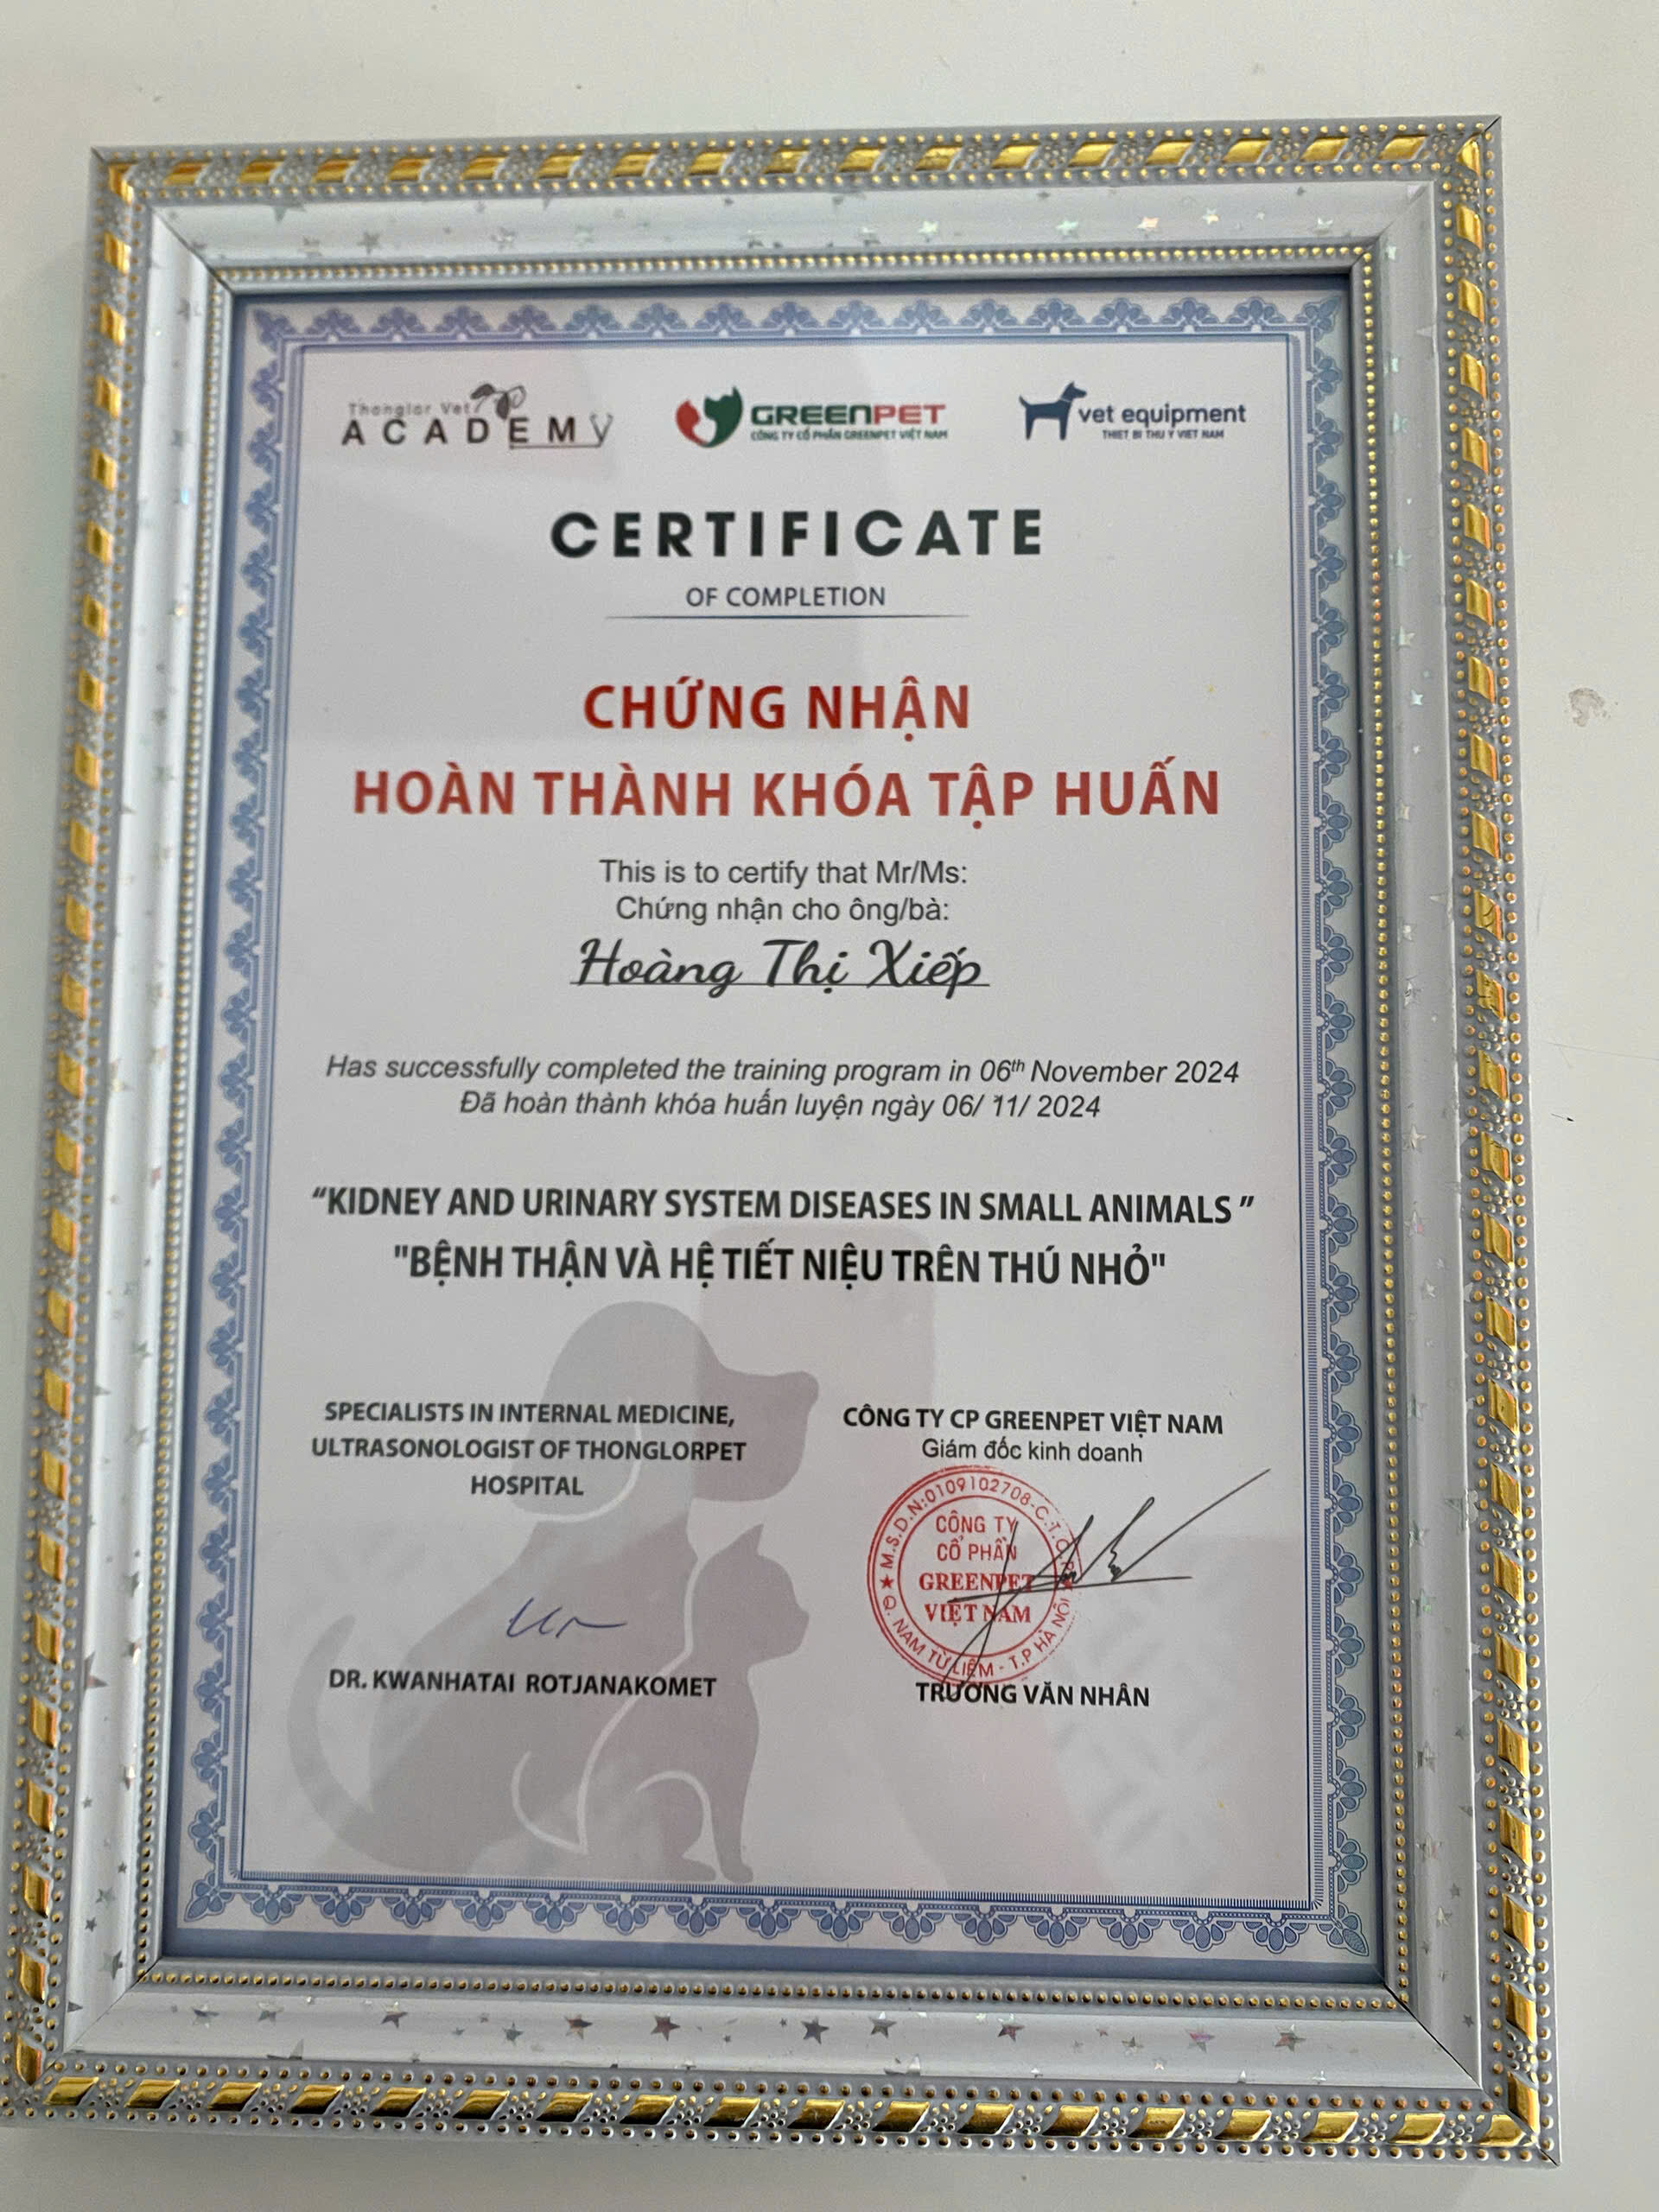 Thonglor Vet
ACADEMY
GREENPET
CÔNG TY CỔ PHẦN GREENPET VIỆT NAM
vet equipment
THIET BI THU Y VIET NAM
CERTIFICATE
OF COMPLETION
CHỨNG NHẬN
HOÀN THÀNH KHÓA TẬP HUẤN
This is to certify that Mr/Ms:
Chứng nhận cho ông/bà:
Hoàng Thị Xiếp
Has successfully completed the training program in 06th November 2024
Đã hoàn thành khóa huấn luyện ngày 06/ 11/ 2024
“KIDNEY AND URINARY SYSTEM DISEASES IN SMALL ANIMALS ”
"BỆNH THẬN VÀ HỆ TIẾT NIỆU TRÊN THÚ NHỎ"
SPECIALISTS IN INTERNAL MEDICINE,
ULTRASONOLOGIST OF THONGLORPET
HOSPITAL
DR. KWANHATAI ROTJANAKOMET
CÔNG TY CP GREENPET VIỆT NAM
Giám đốc kinh doanh
M.S.D.N:0109102708-C.T.C.P
CÔNG TY
CỔ PHẦN
GREENPET
VIỆT NAM
Q. NAM TỪ LIÊM - T.P HÀ NỘI
TRƯƠNG VĂN NHÂN